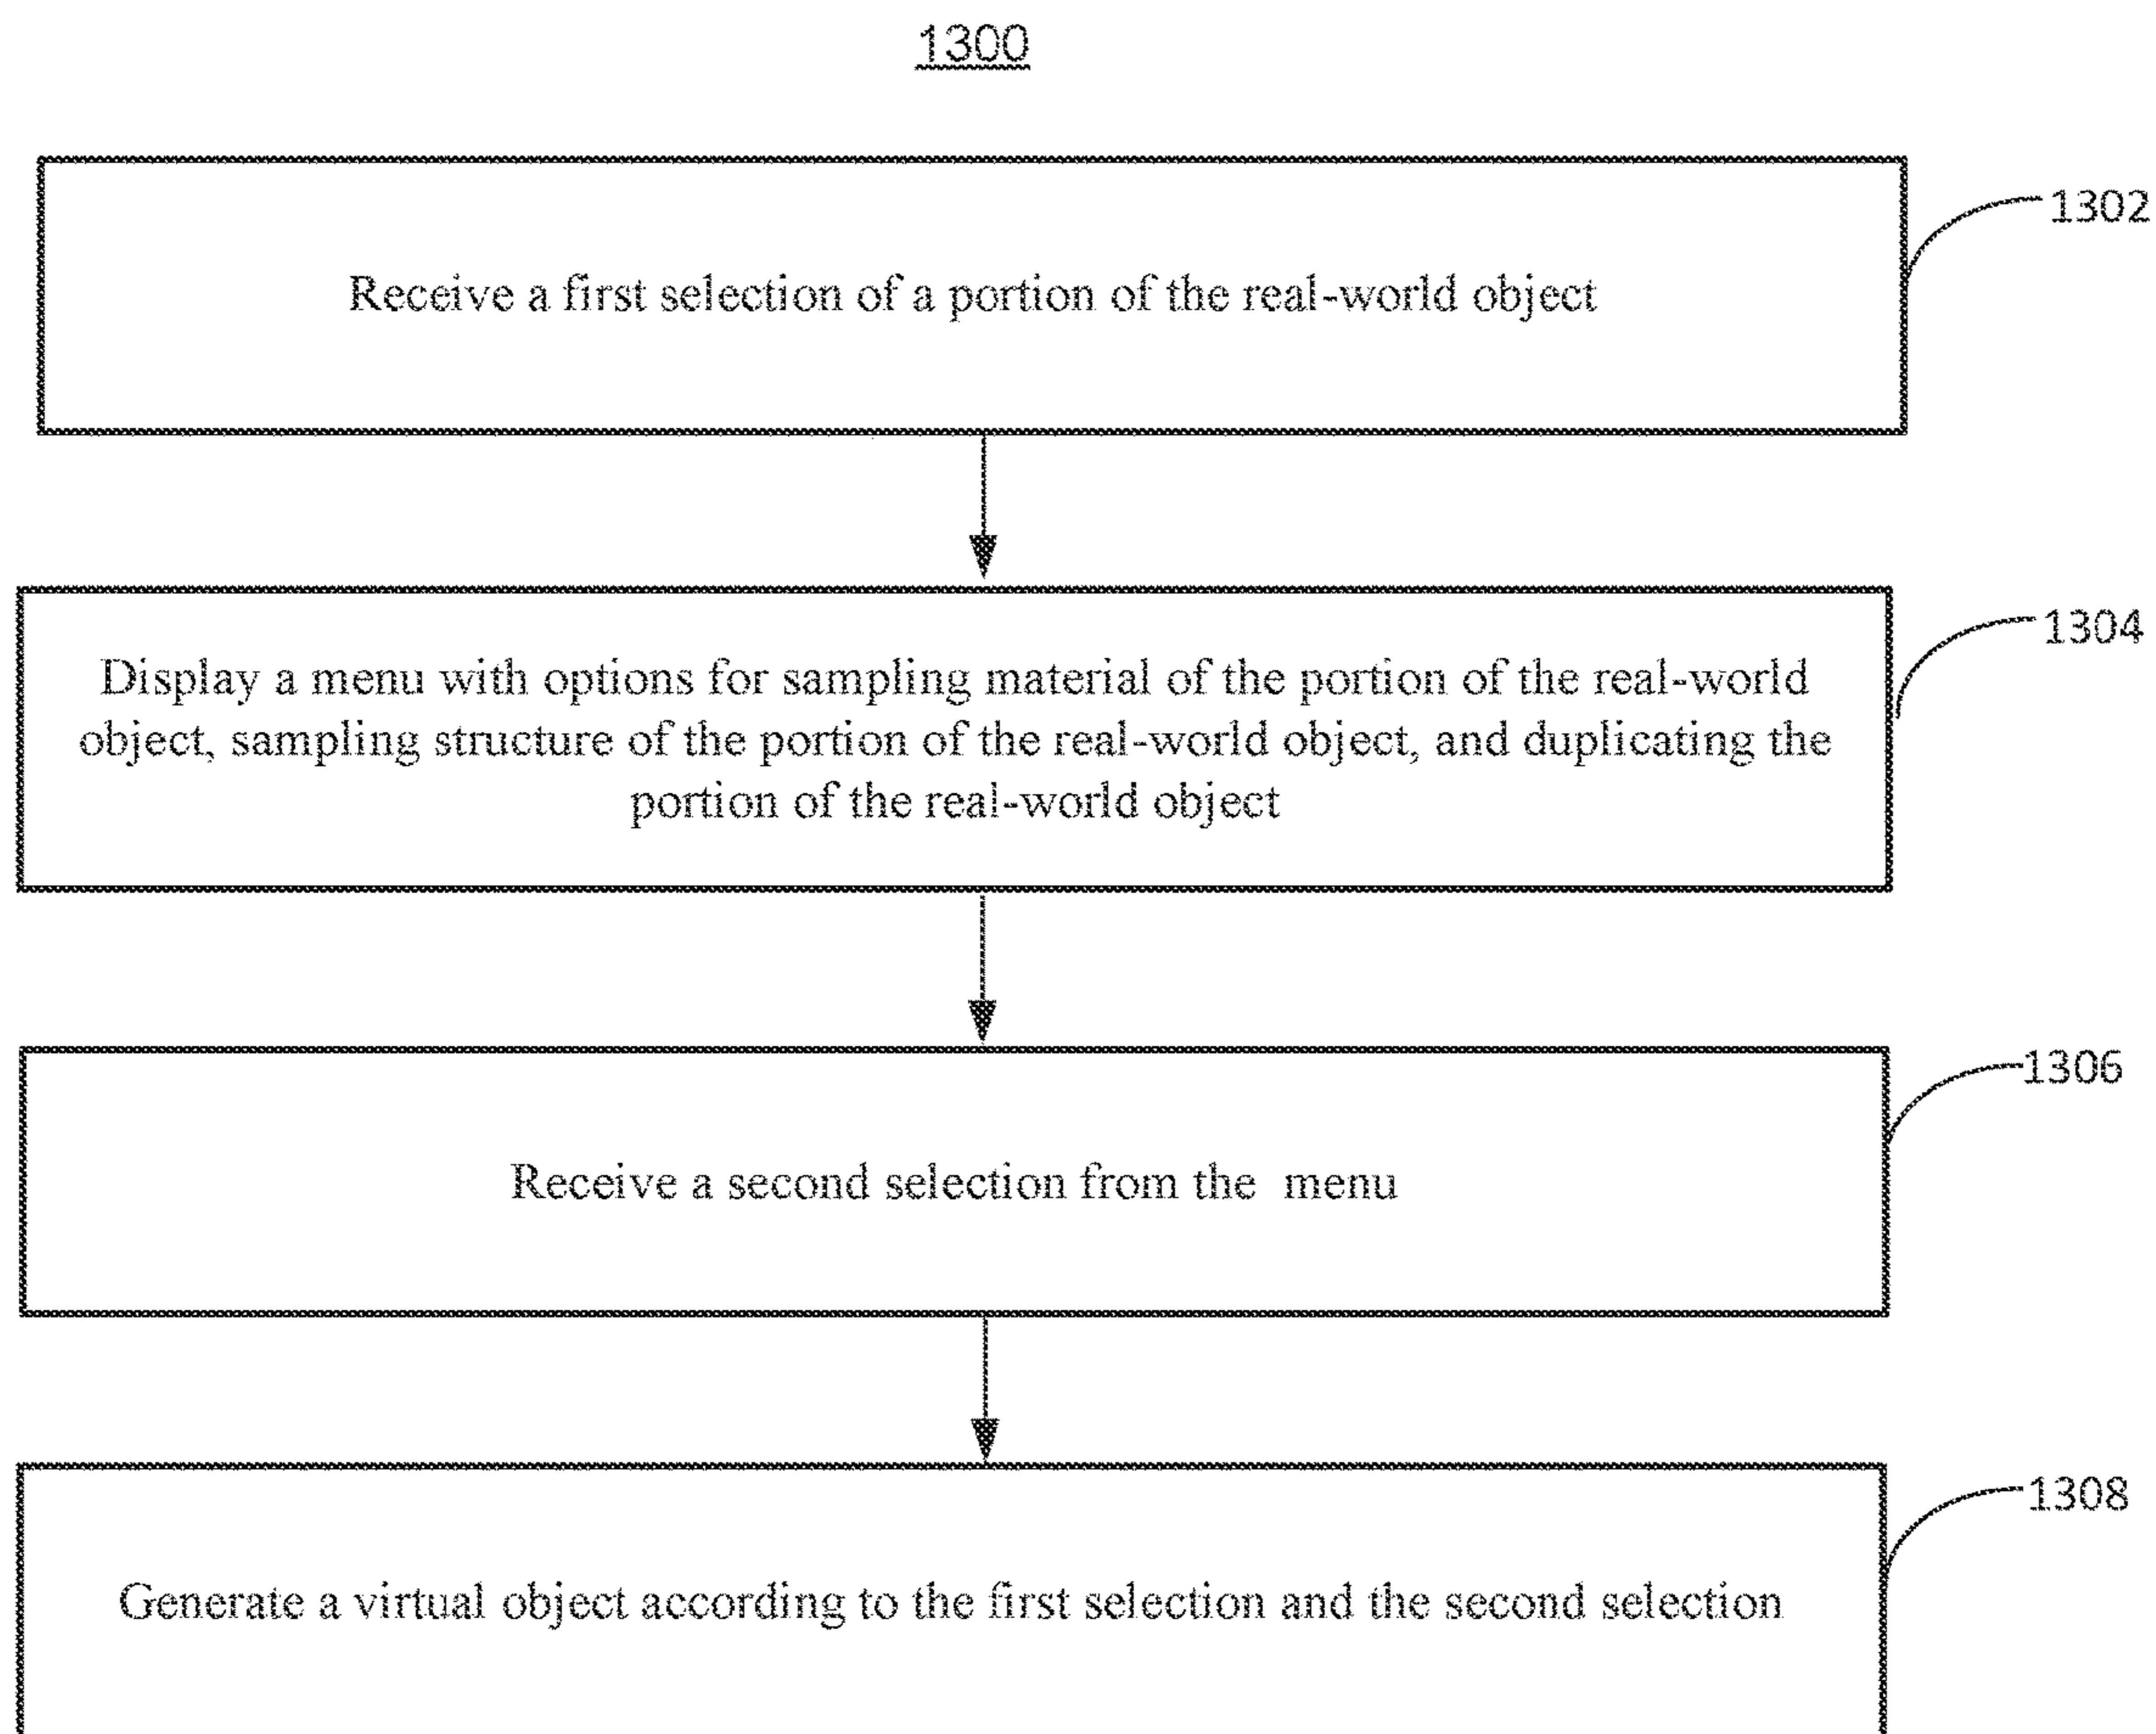 1300
1302
Receive a first selection of a portion of the real-world object
1304
Display a menu with options for sampling material of the portion of the real-world
object, sampling structure of the portion of the real-world object, and duplicating the
portion of the real-world object
1306
Receive a second selection from the menu
1308
Generate a virtual object according to the first selection and the second selection